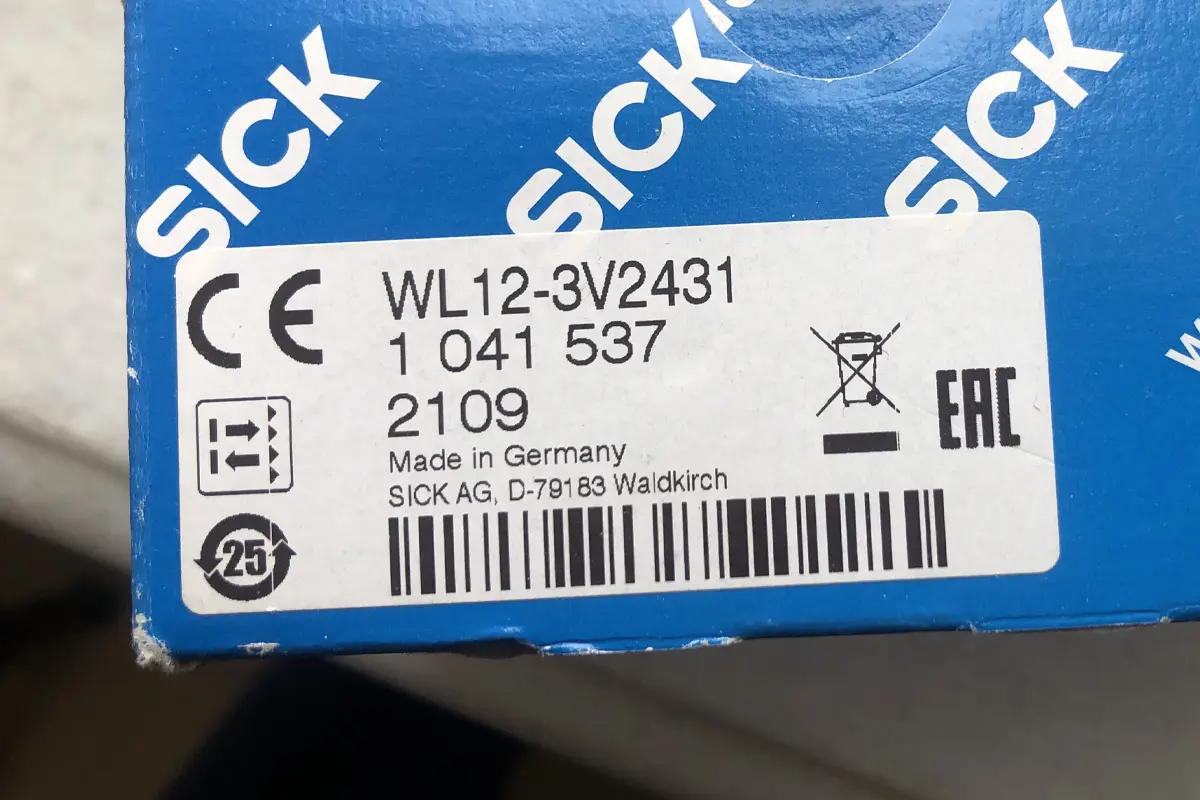 SICK
SICK
SICK
CE
WL12-3V2431
1 041 537
2109
Made in Germany
SICK AG, D-79183 Waldkirch
25
EAC